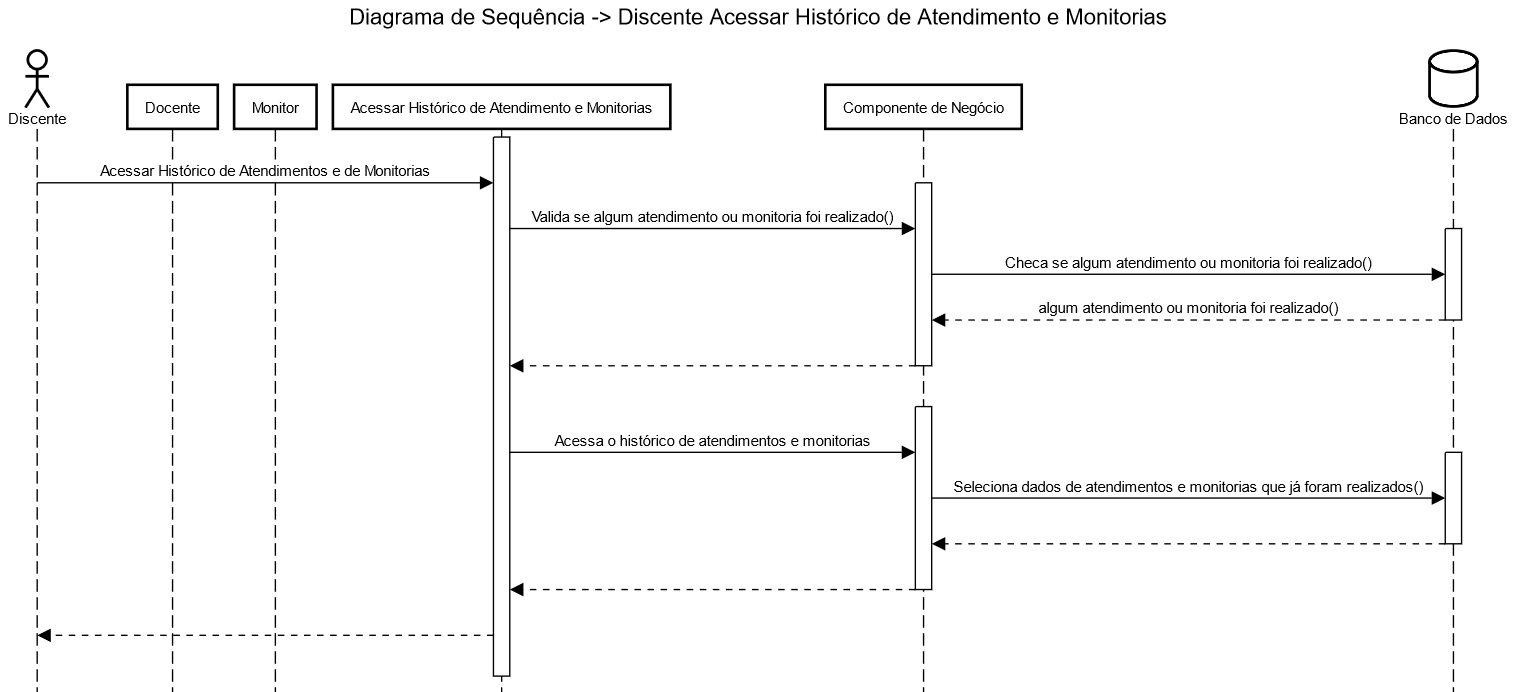 Diagrama de Sequência -> Discente Acessar Histórico de Atendimento e Monitorias
Discente
Docente
Monitor
Acessar Histórico de Atendimento e Monitorias
Componente de Negócio
Banco de Dados
Acessar Histórico de Atendimentos e de Monitorias
Valida se algum atendimento ou monitoria foi realizado()
Checa se algum atendimento ou monitoria foi realizado()
algum atendimento ou monitoria foi realizado()
Acessa o histórico de atendimentos e monitorias
Seleciona dados de atendimentos e monitorias que já foram realizados()